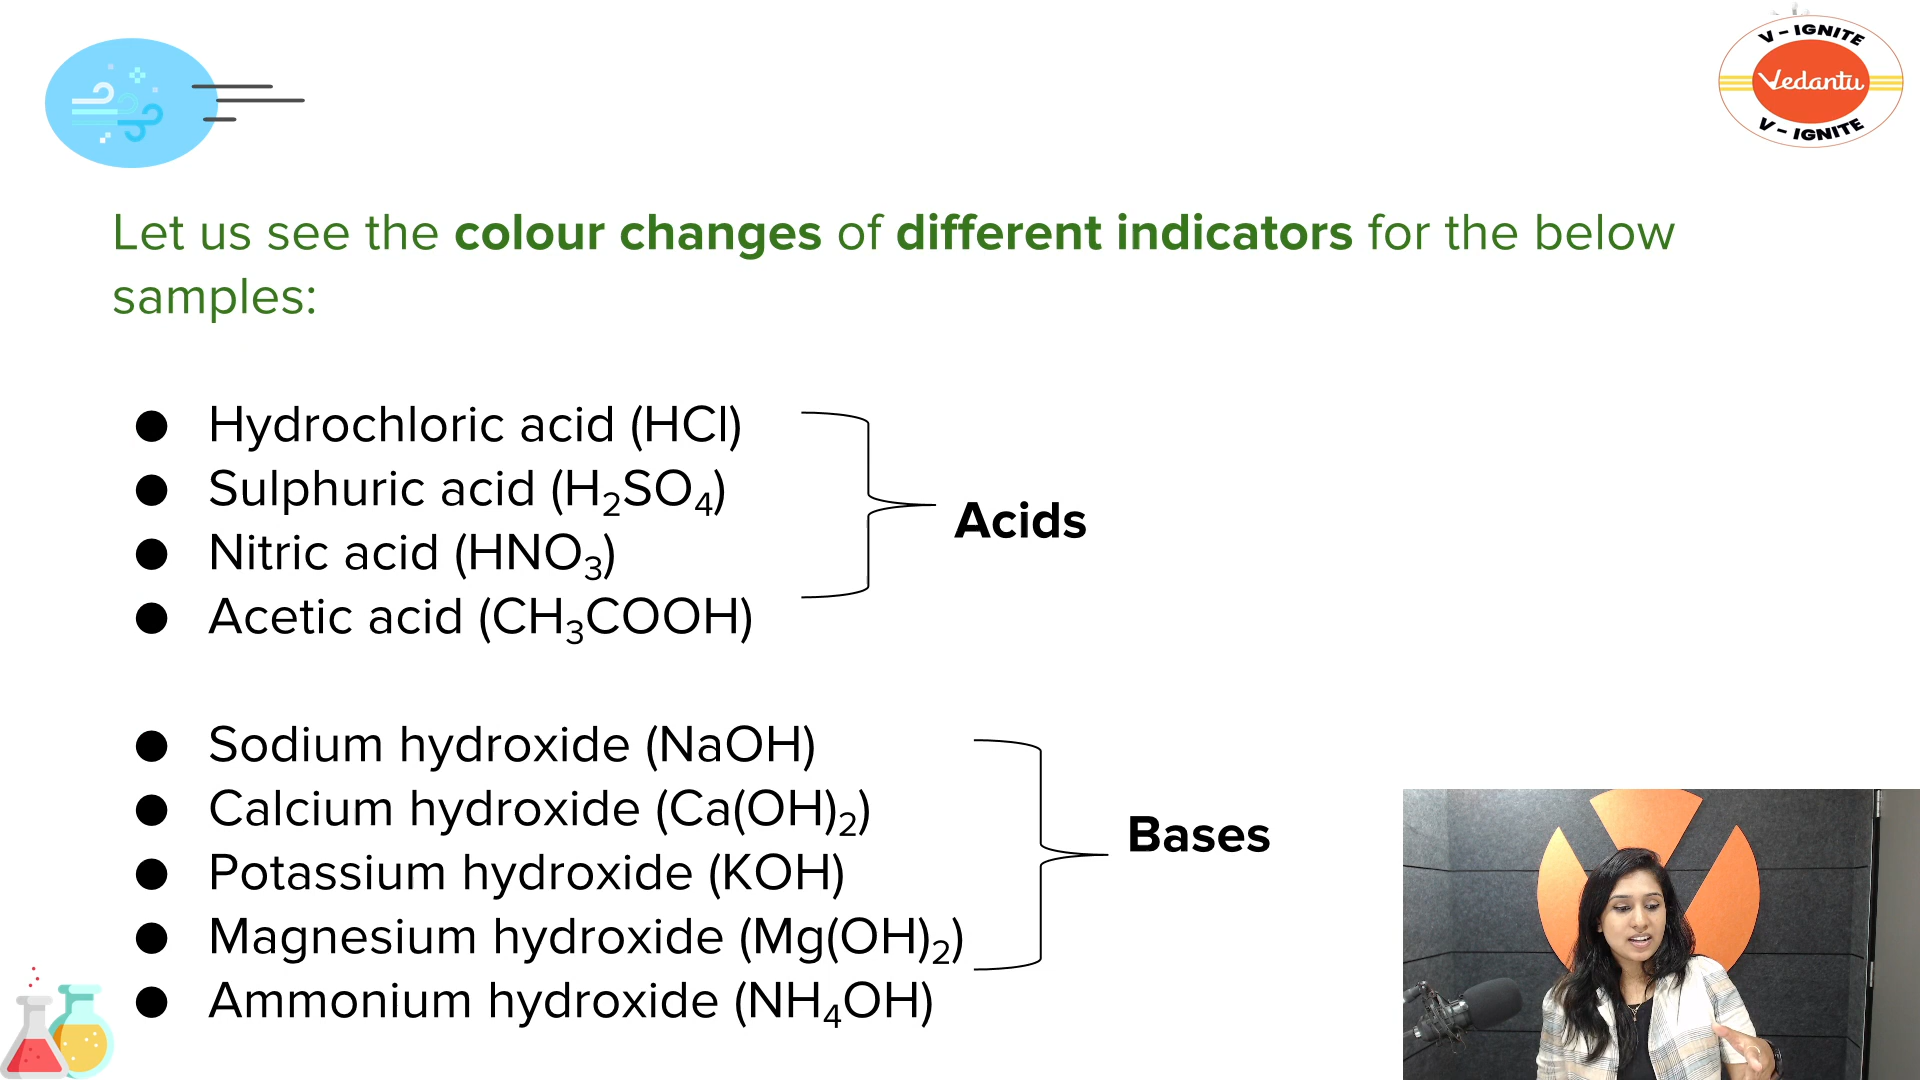 V - IGNITE
Vedantu
V - IGNITE
Let us see the colour changes of different indicators for the below
samples:
● Hydrochloric acid (HCl)
● Sulphuric acid (H₂SO₄)
● Nitric acid (HNO₃)
● Acetic acid (CH₃COOH)
Acids
● Sodium hydroxide (NaOH)
● Calcium hydroxide (Ca(OH)₂)
● Potassium hydroxide (KOH)
● Magnesium hydroxide (Mg(OH)₂)
● Ammonium hydroxide (NH₄OH)
Bases